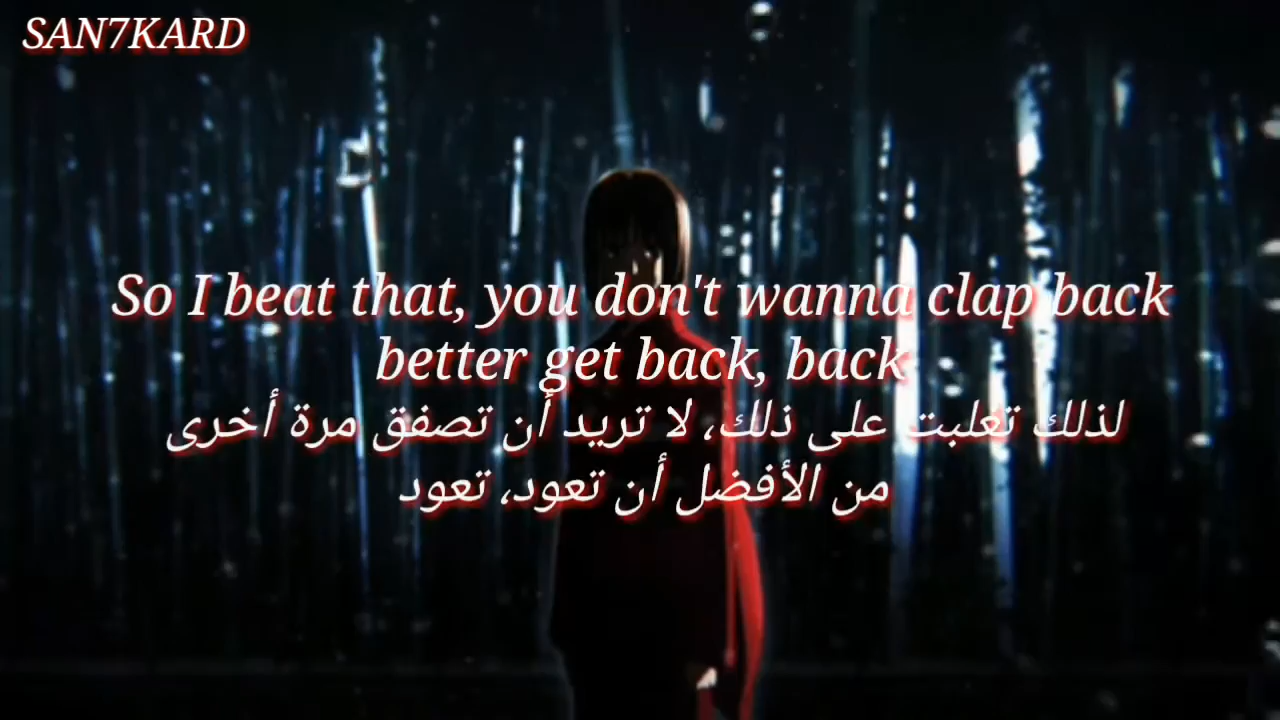 SAN7KARD
So I beat that, you don't wanna clap back
better get back, back
لذلك تغلبت على ذلك، لا تريد أن تصفق مرة أخرى
من الأفضل أن تعود، تعود